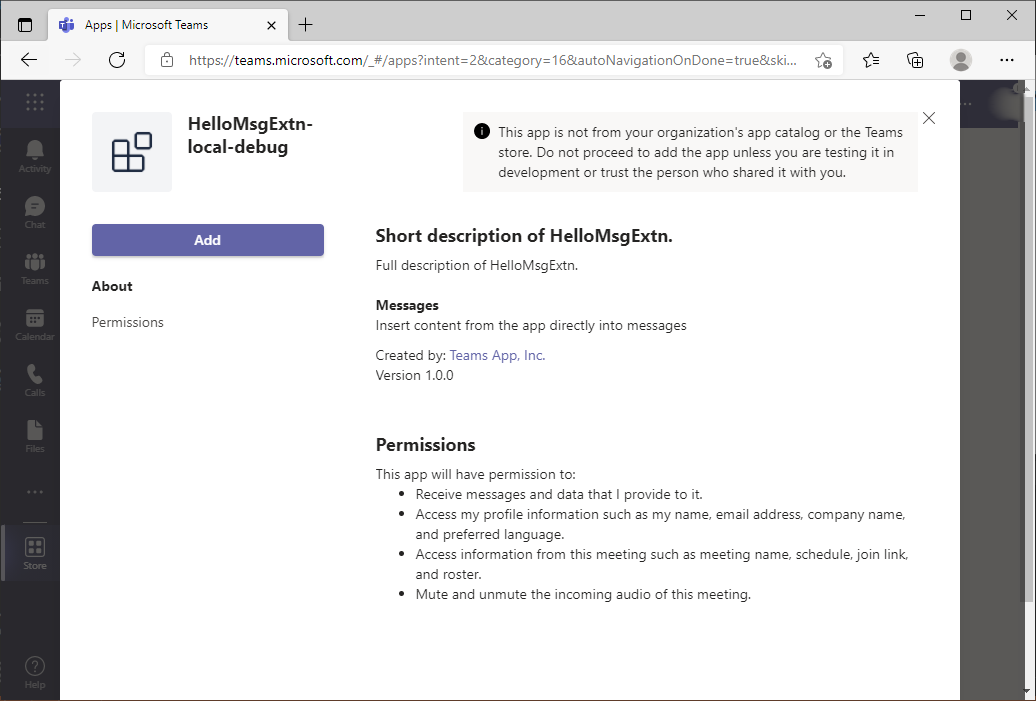 Apps | Microsoft Teams
https://teams.microsoft.com/_#/apps?intent=2&category=16&autoNavigationOnDone=true&ski...
HelloMsgExtn-
local-debug
This app is not from your organization's app catalog or the Teams
store. Do not proceed to add the app unless you are testing it in
development or trust the person who shared it with you.
Activity
Chat
Teams
Calendar
Calls
Files
Store
Help
Add
About
Permissions
Short description of HelloMsgExtn.
Full description of HelloMsgExtn.
Messages
Insert content from the app directly into messages
Created by: Teams App, Inc.
Version 1.0.0
Permissions
This app will have permission to:
• Receive messages and data that I provide to it.
• Access my profile information such as my name, email address, company name,
and preferred language.
• Access information from this meeting such as meeting name, schedule, join link,
and roster.
• Mute and unmute the incoming audio of this meeting.